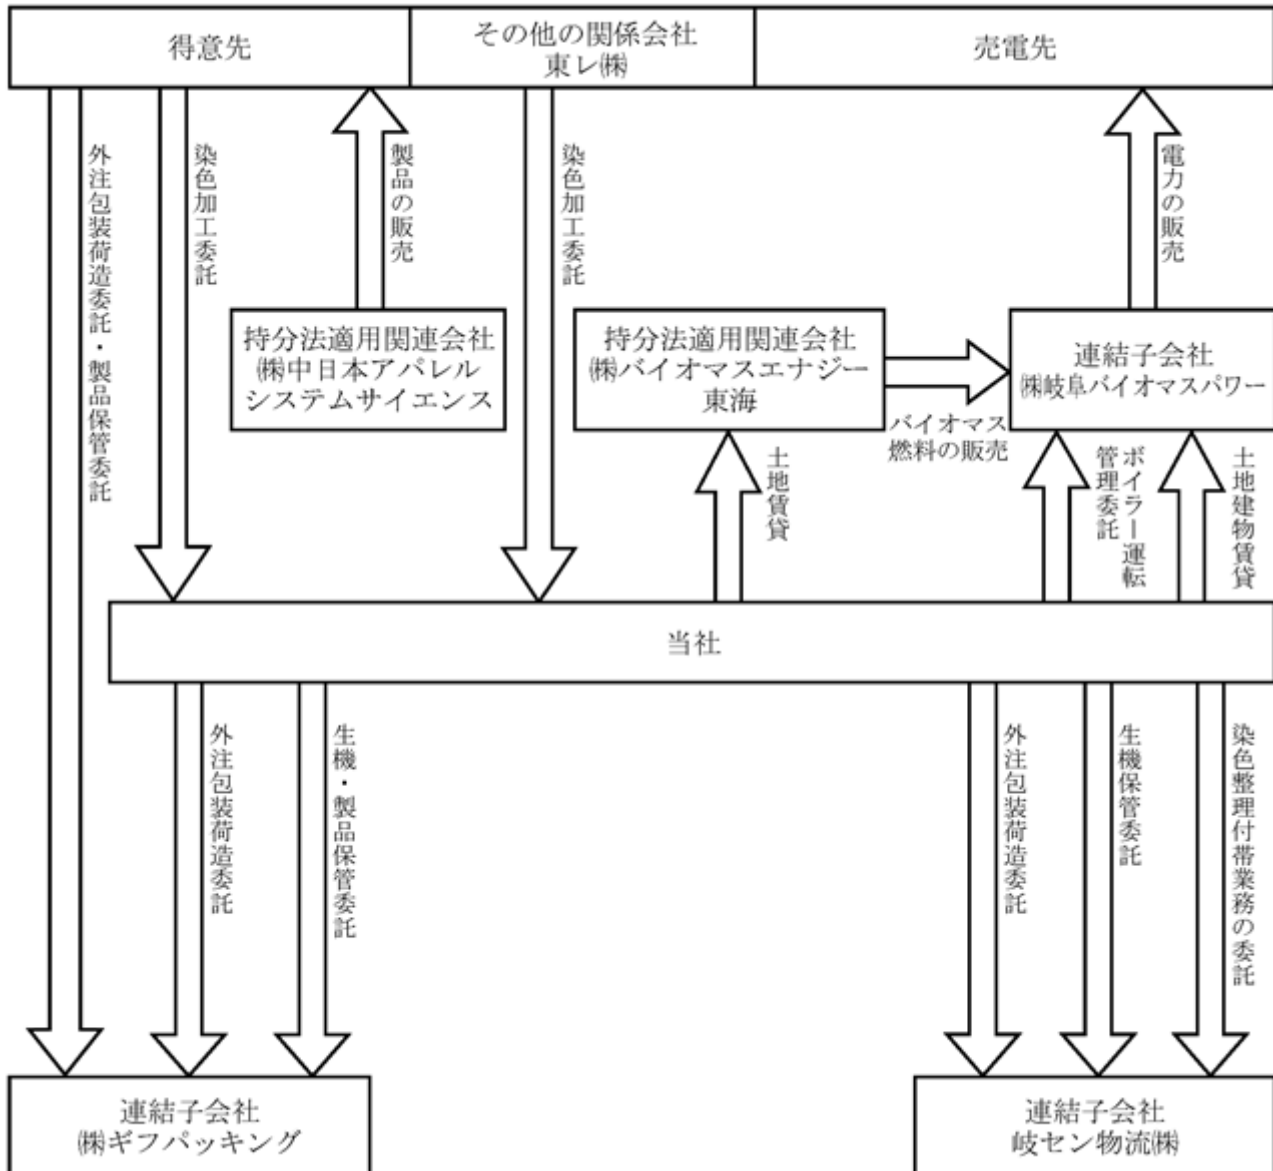 得意先
その他の関係会社
東レ㈱
売電先
外注包装荷造委託・製品保管委託
染色加工委託
製品の販売
染色加工委託
電力の販売
持分法適用関連会社
㈱中日本アパレル
システムサイエンス
持分法適用関連会社
㈱バイオマスエナジー
東海
連結子会社
㈱岐阜バイオマスパワー
バイオマス
燃料の販売
土地賃貸
ボイラー運転
管理委託
土地建物賃貸
当社
外注包装荷造委託
生機・製品保管委託
外注包装荷造委託
生機保管委託
染色整理付帯業務の委託
連結子会社
㈱ギフパッキング
連結子会社
岐セン物流㈱